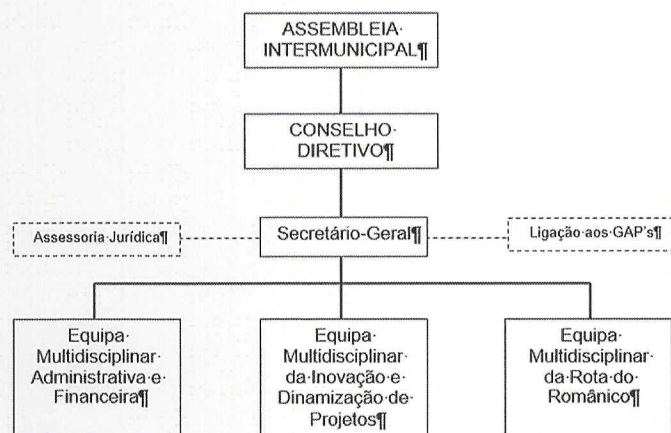 ASSEMBLEIA·
INTERMUNICIPAL¶
CONSELHO·
DIRETIVO¶
Assessoria·Jurídica¶
Secretário-Geral¶
Ligação·aos·GAP's¶
Equipa·
Multidisciplinar·
Administrativa·e·
Financeira¶
Equipa·
Multidisciplinar·
da·Inovação·e·
Dinamização·de·
Projetos¶
Equipa·
Multidisciplinar·
da·Rota·do·
Românico¶